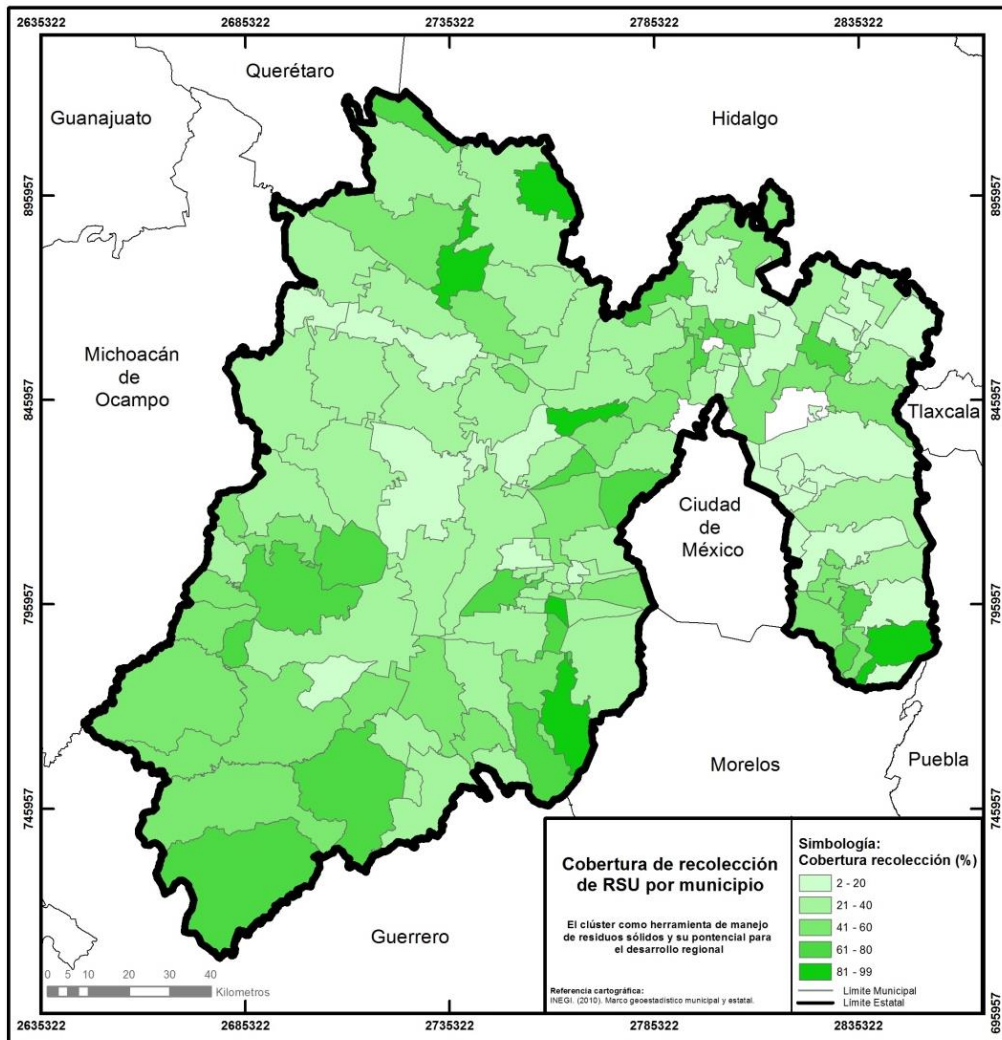 2635322
2685322
2735322
2785322
2835322
Querétaro
Guanajuato
Hidalgo
895957
895957
Michoacán
de
Ocampo
845957
845957
Tlaxcala
Ciudad
de
México
795957
795957
Morelos
Puebla
745957
745957
Guerrero
Cobertura de recolección
de RSU por municipio
El clúster como herramienta de manejo
de residuos sólidos y su pontencial para
el desarrollo regional
Referencia cartográfica:
INEGI. (2010). Marco geoestadístico municipal y estatal.
Simbología:
Cobertura recolección (%)
2 - 20
21 - 40
41 - 60
61 - 80
81 - 99
Límite Municipal
Límite Estatal
0 5 10 20 30 40
Kilometros
695957
695957
2635322
2685322
2735322
2785322
2835322